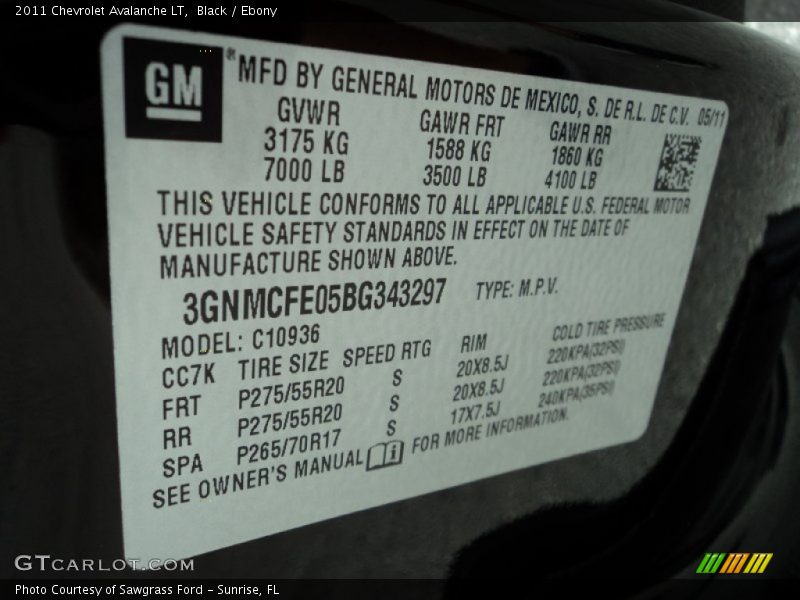 2011 Chevrolet Avalanche LT, Black / Ebony
GM ® MFD BY GENERAL MOTORS DE MEXICO, S. DE R.L. DE C.V. 05/11
GVWR GAWR FRT GAWR RR
3175 KG 1588 KG 1860 KG
7000 LB 3500 LB 4100 LB
THIS VEHICLE CONFORMS TO ALL APPLICABLE U.S. FEDERAL MOTOR
VEHICLE SAFETY STANDARDS IN EFFECT ON THE DATE OF
MANUFACTURE SHOWN ABOVE.
3GNMCFE05BG343297 TYPE: M.P.V.
MODEL: C10936
CC7K TIRE SIZE SPEED RTG RIM COLD TIRE PRESSURE
FRT P275/55R20 S 20X8.5J 220KPA(32PSI)
RR P275/55R20 S 20X8.5J 220KPA(32PSI)
SPA P265/70R17 S 17X7.5J 240KPA(35PSI)
SEE OWNER'S MANUAL i FOR MORE INFORMATION.
GTCARLOT.COM
Photo Courtesy of Sawgrass Ford - Sunrise, FL